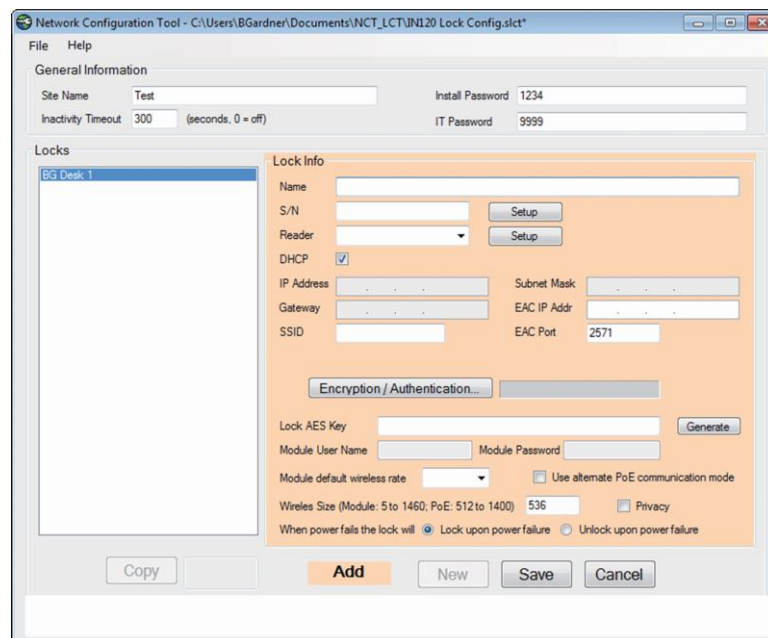 Network Configuration Tool - C:\Users\BGardner\Documents\NCT_LCT\IN120 Lock Config.slct*
File Help
General Information
Site Name Test Install Password 1234
Inactivity Timeout 300 (seconds, 0 = off) IT Password 9999
Locks
BG Desk 1
Lock Info
Name
S/N Setup
Reader Setup
DHCP
IP Address . . . Subnet Mask . . .
Gateway . . . EAC IP Addr . . .
SSID EAC Port 2571
Encryption / Authentication...
Lock AES Key Generate
Module User Name Module Password
Module default wireless rate Use alternate PoE communication mode
Wireles Size (Module: 5 to 1460; PoE: 512 to 1400) 536 Privacy
When power fails the lock will Lock upon power failure Unlock upon power failure
Copy Add New Save Cancel